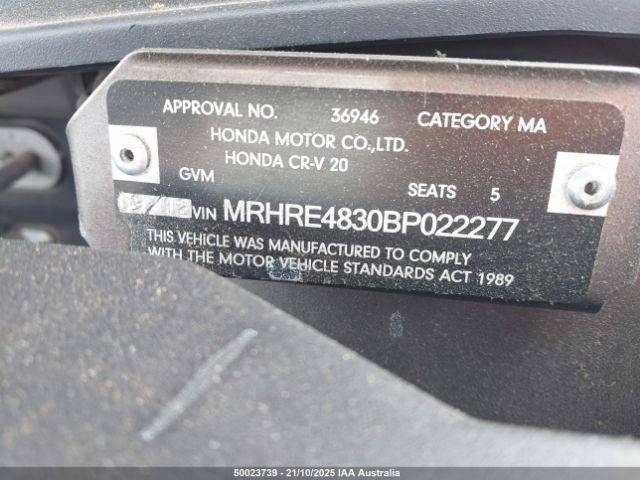 APPROVAL NO. 36946 CATEGORY MA
HONDA MOTOR CO.,LTD.
HONDA CR-V 20
GVM
SEATS 5
VIN MRHRE4830BP022277
THIS VEHICLE WAS MANUFACTURED TO COMPLY
WITH THE MOTOR VEHICLE STANDARDS ACT 1989
50023739 - 21/10/2025 IAA Australia